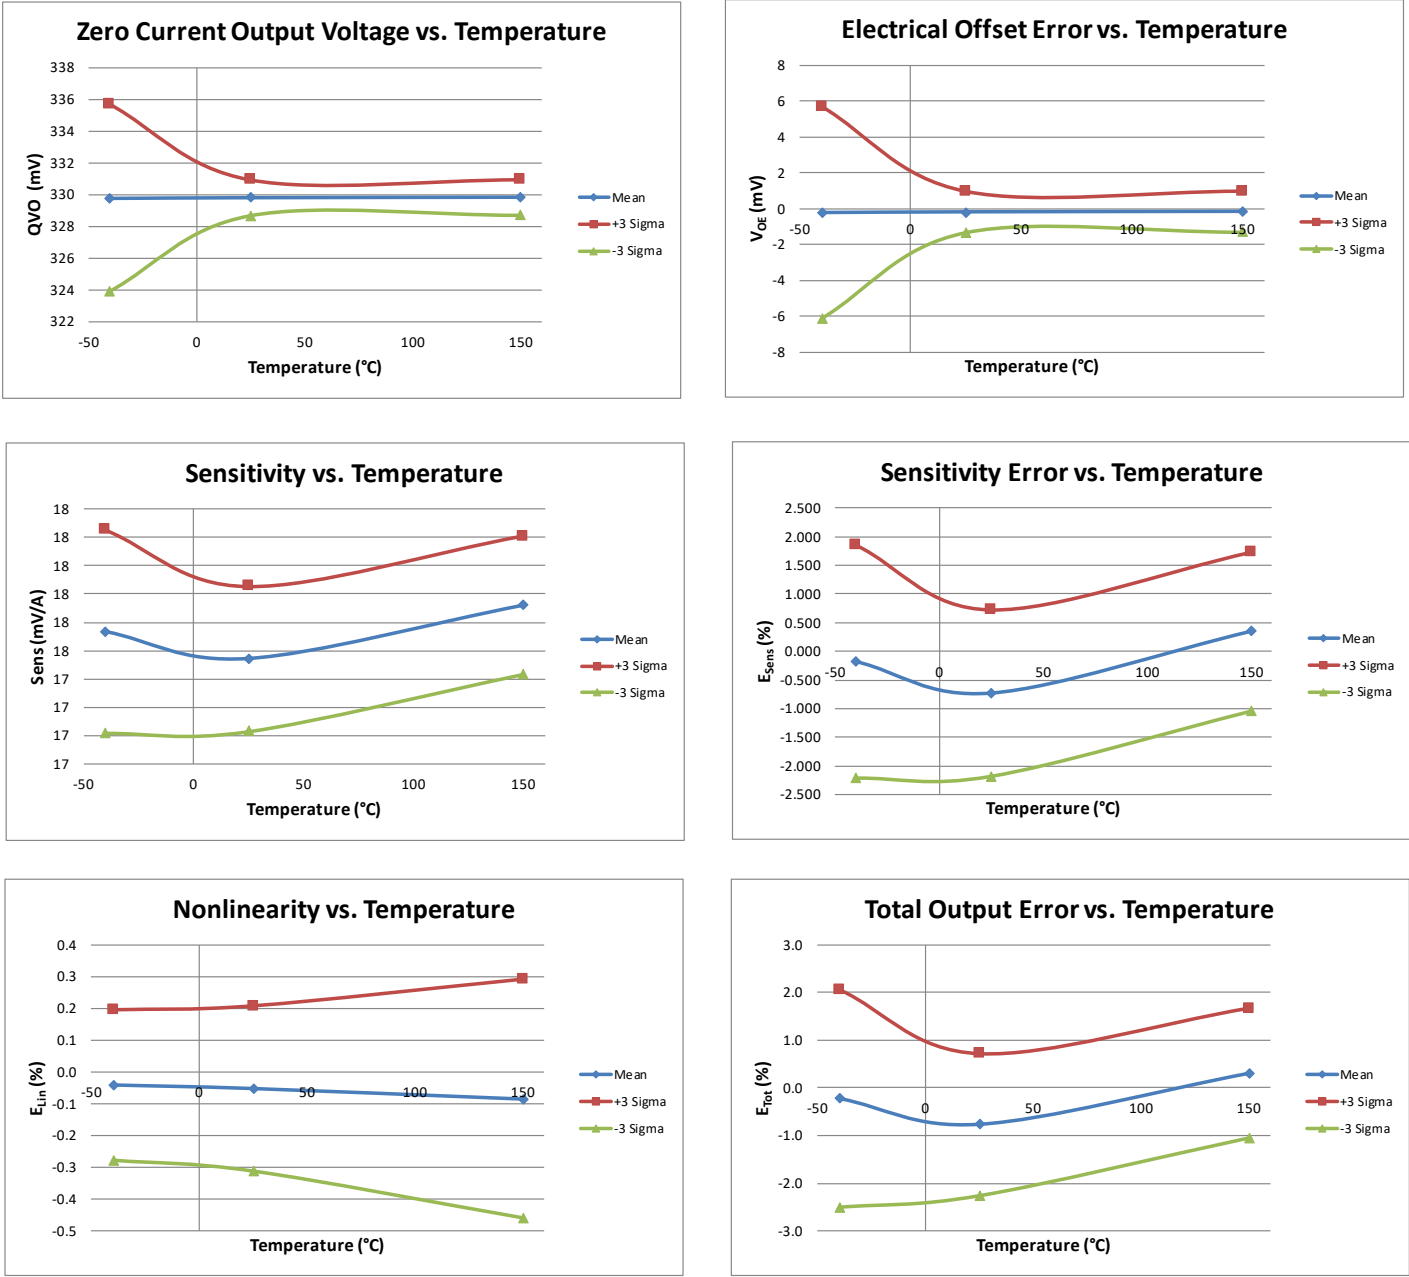 Zero Current Output Voltage vs. Temperature
338
336
334
332
330
328
326
324
322
QVO (mV)
-50
0
50
100
150
Temperature (°C)
Mean
+3 Sigma
-3 Sigma
Electrical Offset Error vs. Temperature
8
6
4
2
0
-2
-4
-6
-8
V_OE (mV)
-50
0
50
100
150
Temperature (°C)
Mean
+3 Sigma
-3 Sigma
Sensitivity vs. Temperature
18
18
18
18
18
18
17
17
17
17
Sens (mV/A)
-50
0
50
100
150
Temperature (°C)
Mean
+3 Sigma
-3 Sigma
Sensitivity Error vs. Temperature
2.500
2.000
1.500
1.000
0.500
0.000
-0.500
-1.000
-1.500
-2.000
-2.500
E_Sens (%)
-50
0
50
100
150
Temperature (°C)
Mean
+3 Sigma
-3 Sigma
Nonlinearity vs. Temperature
0.4
0.3
0.2
0.1
0.0
-0.1
-0.2
-0.3
-0.4
-0.5
E_Lin (%)
-50
0
50
100
150
Temperature (°C)
Mean
+3 Sigma
-3 Sigma
Total Output Error vs. Temperature
3.0
2.0
1.0
0.0
-1.0
-2.0
-3.0
E_Tot (%)
-50
0
50
100
150
Temperature (°C)
Mean
+3 Sigma
-3 Sigma